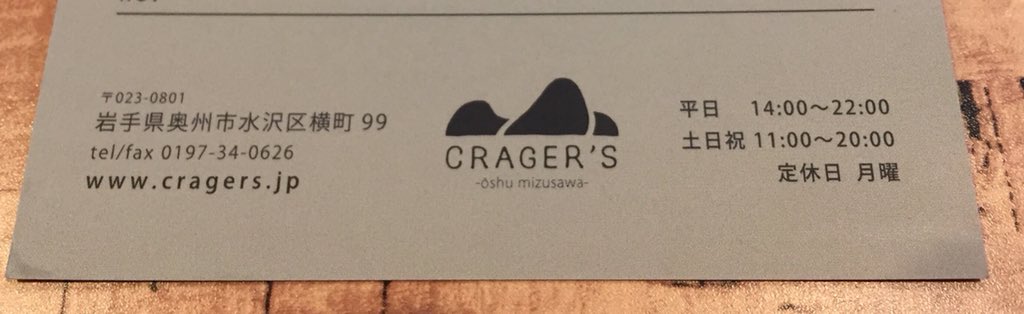 〒023-0801
岩手県奥州市水沢区横町 99
tel/fax 0197-34-0626
www.cragers.jp
CRAGER'S
-ōshu mizusawa-
平日 14:00～22:00
土日祝 11:00～20:00
定休日 月曜